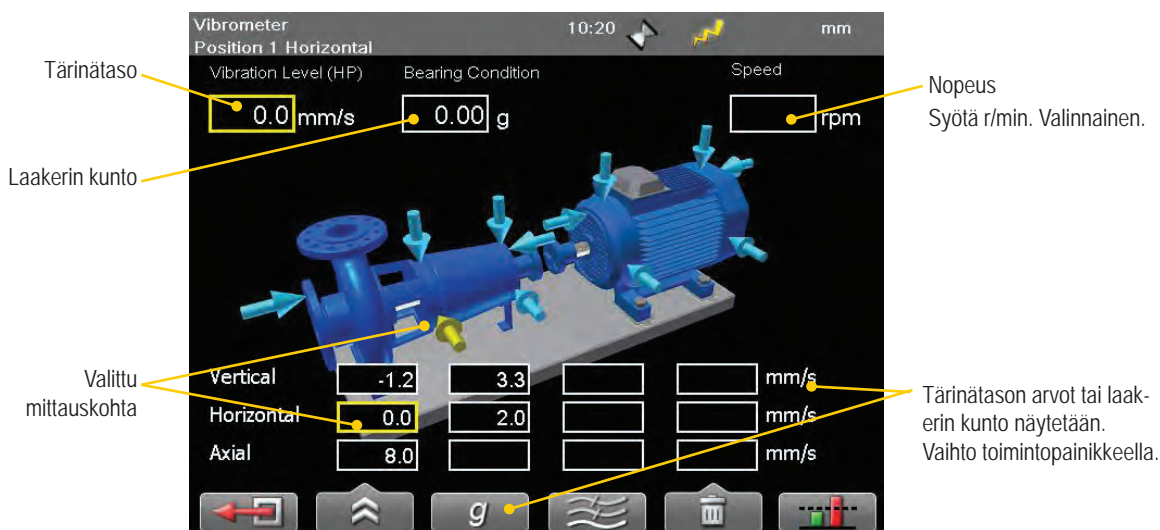 Vibrometer
10:20
mm
Position 1 Horizontal
Vibration Level (HP)
Bearing Condition
Speed
0.0 mm/s
0.00 g
rpm
Tärinätaso
Laakerin kunto
Nopeus
Syötä r/min. Valinnainen.
Valittu
mittauskohta
Vertical -1.2 3.3 mm/s
Horizontal 0.0 2.0 mm/s
Axial 8.0 mm/s
g
Tärinätason arvot tai laak-
erin kunto näytetään.
Vaihto toimintopainikkeella.